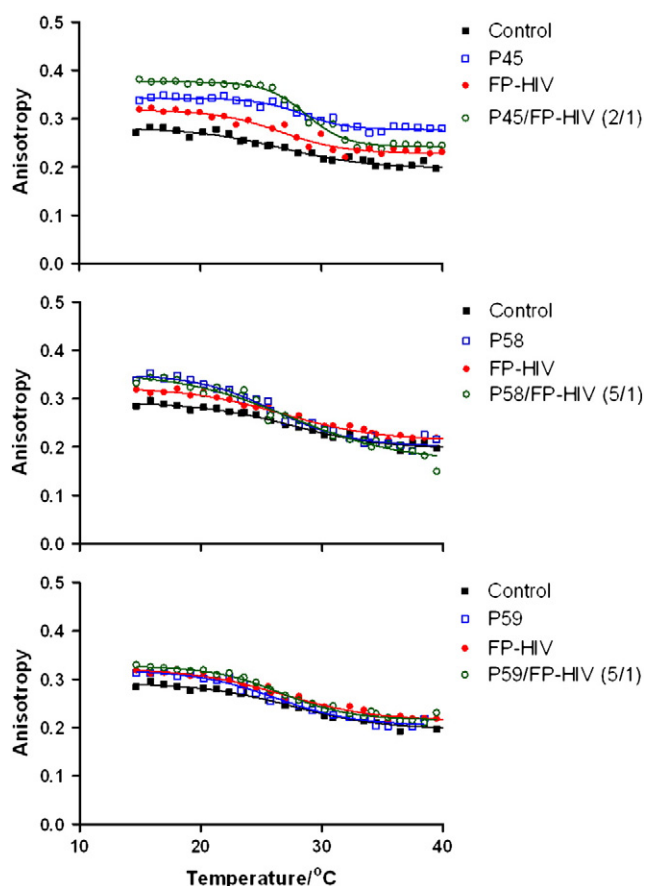 0.5
0.4
0.3
0.2
0.1
0.0
Anisotropy
Control
P45
FP-HIV
P45/FP-HIV (2/1)
0.5
0.4
0.3
0.2
0.1
0.0
Anisotropy
Control
P58
FP-HIV
P58/FP-HIV (5/1)
0.5
0.4
0.3
0.2
0.1
0.0
Anisotropy
Control
P59
FP-HIV
P59/FP-HIV (5/1)
10 20 30 40
Temperature/°C